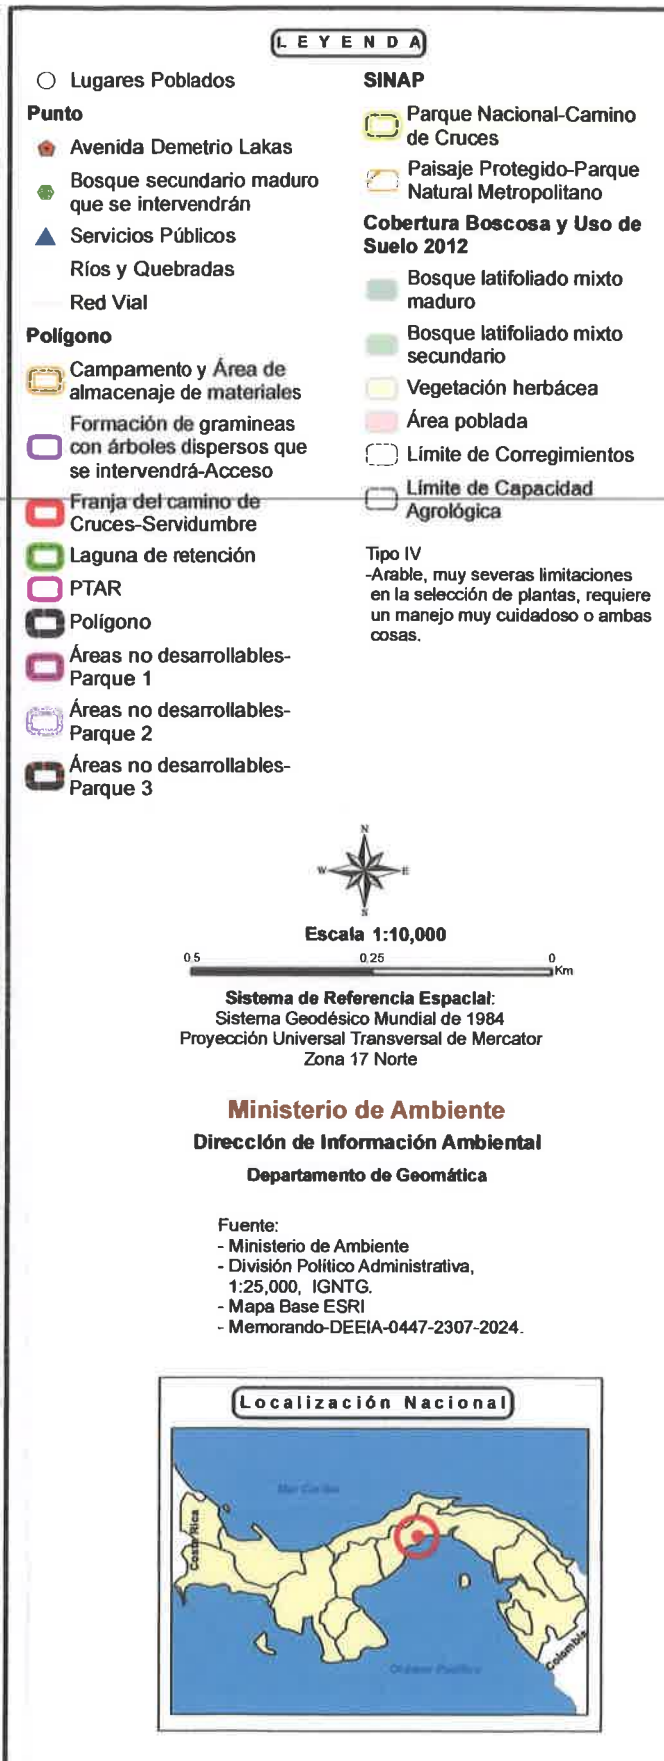 LEYENDA
Lugares Poblados
Punto
Avenida Demetrio Lakas
Bosque secundario maduro
que se intervendrán
Servicios Públicos
Ríos y Quebradas
Red Vial
Polígono
Campamento y Área de
almacenaje de materiales
Formación de gramineas
con árboles dispersos que
se intervendrá-Acceso
Franja del camino de
Cruces-Servidumbre
Laguna de retención
PTAR
Polígono
Áreas no desarrollables-
Parque 1
Áreas no desarrollables-
Parque 2
Áreas no desarrollables-
Parque 3
SINAP
Parque Nacional-Camino
de Cruces
Paisaje Protegido-Parque
Natural Metropolitano
Cobertura Boscosa y Uso de
Suelo 2012
Bosque latifoliado mixto
maduro
Bosque latifoliado mixto
secundario
Vegetación herbácea
Área poblada
Límite de Corregimientos
Límite de Capacidad
Agrológica
Tipo IV
-Arable, muy severas limitaciones
en la selección de plantas, requiere
un manejo muy cuidadoso o ambas
cosas.
N
W E
S
Escala 1:10,000
0.5 0.25 0
Km
Sistema de Referencia Espacial:
Sistema Geodésico Mundial de 1984
Proyección Universal Transversal de Mercator
Zona 17 Norte
Ministerio de Ambiente
Dirección de Información Ambiental
Departamento de Geomática
Fuente:
- Ministerio de Ambiente
- División Político Administrativa,
1:25,000, IGNTG.
- Mapa Base ESRI
- Memorando-DEEIA-0447-2307-2024.
Localización Nacional
Mar Caribe
Costa Rica
Océano Pacífico
Colombia